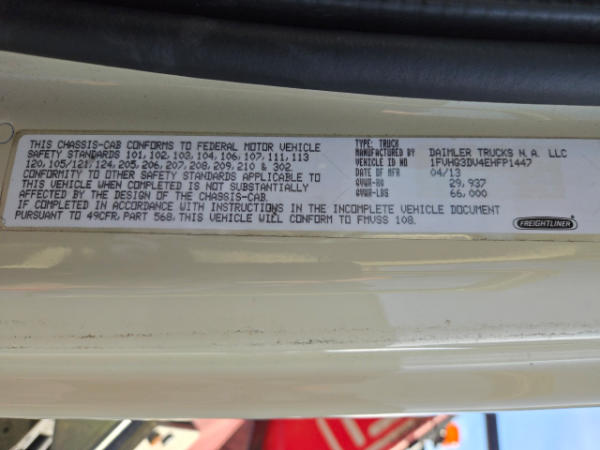 THIS CHASSIS-CAB CONFORMS TO FEDERAL MOTOR VEHICLE
SAFETY STANDARDS 101, 102, 103, 104, 106, 107, 111, 113
120, 105/121, 124, 205, 206, 207, 208, 209, 210 & 302
CONFORMITY TO OTHER SAFETY STANDARDS APPLICABLE TO
THIS VEHICLE WHEN COMPLETED IS NOT SUBSTANTIALLY
AFFECTED BY THE DESIGN OF THE CHASSIS-CAB.
IF COMPLETED IN ACCORDANCE WITH INSTRUCTIONS IN THE INCOMPLETE VEHICLE DOCUMENT
PURSUANT TO 49CFR, PART 568, THIS VEHICLE WILL CONFORM TO FMVSS 108.
TYPE: TRUCK
MANUFACTURED BY DAIMLER TRUCKS N.A. LLC
VEHICLE ID NO 1FVHG3DV4EHFP1447
DATE OF MFR 04/13
GVWR-KG 29,937
GVWR-LBS 66,000
FREIGHTLINER